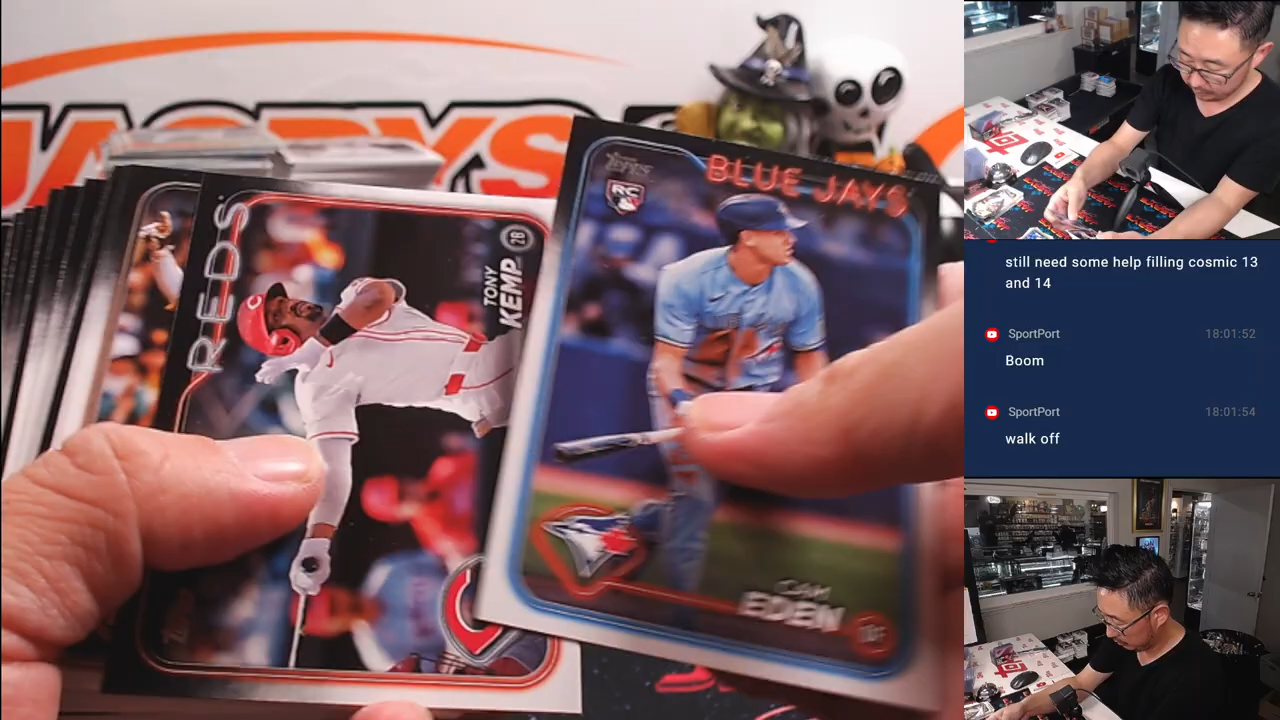 JASPYS
Topps
RC
BLUE JAYS
REDS
TONY
KEMP
2B
CAM
EDEN
OF
still need some help filling cosmic 13
and 14
SportPort
18:01:52
Boom
SportPort
18:01:54
walk off